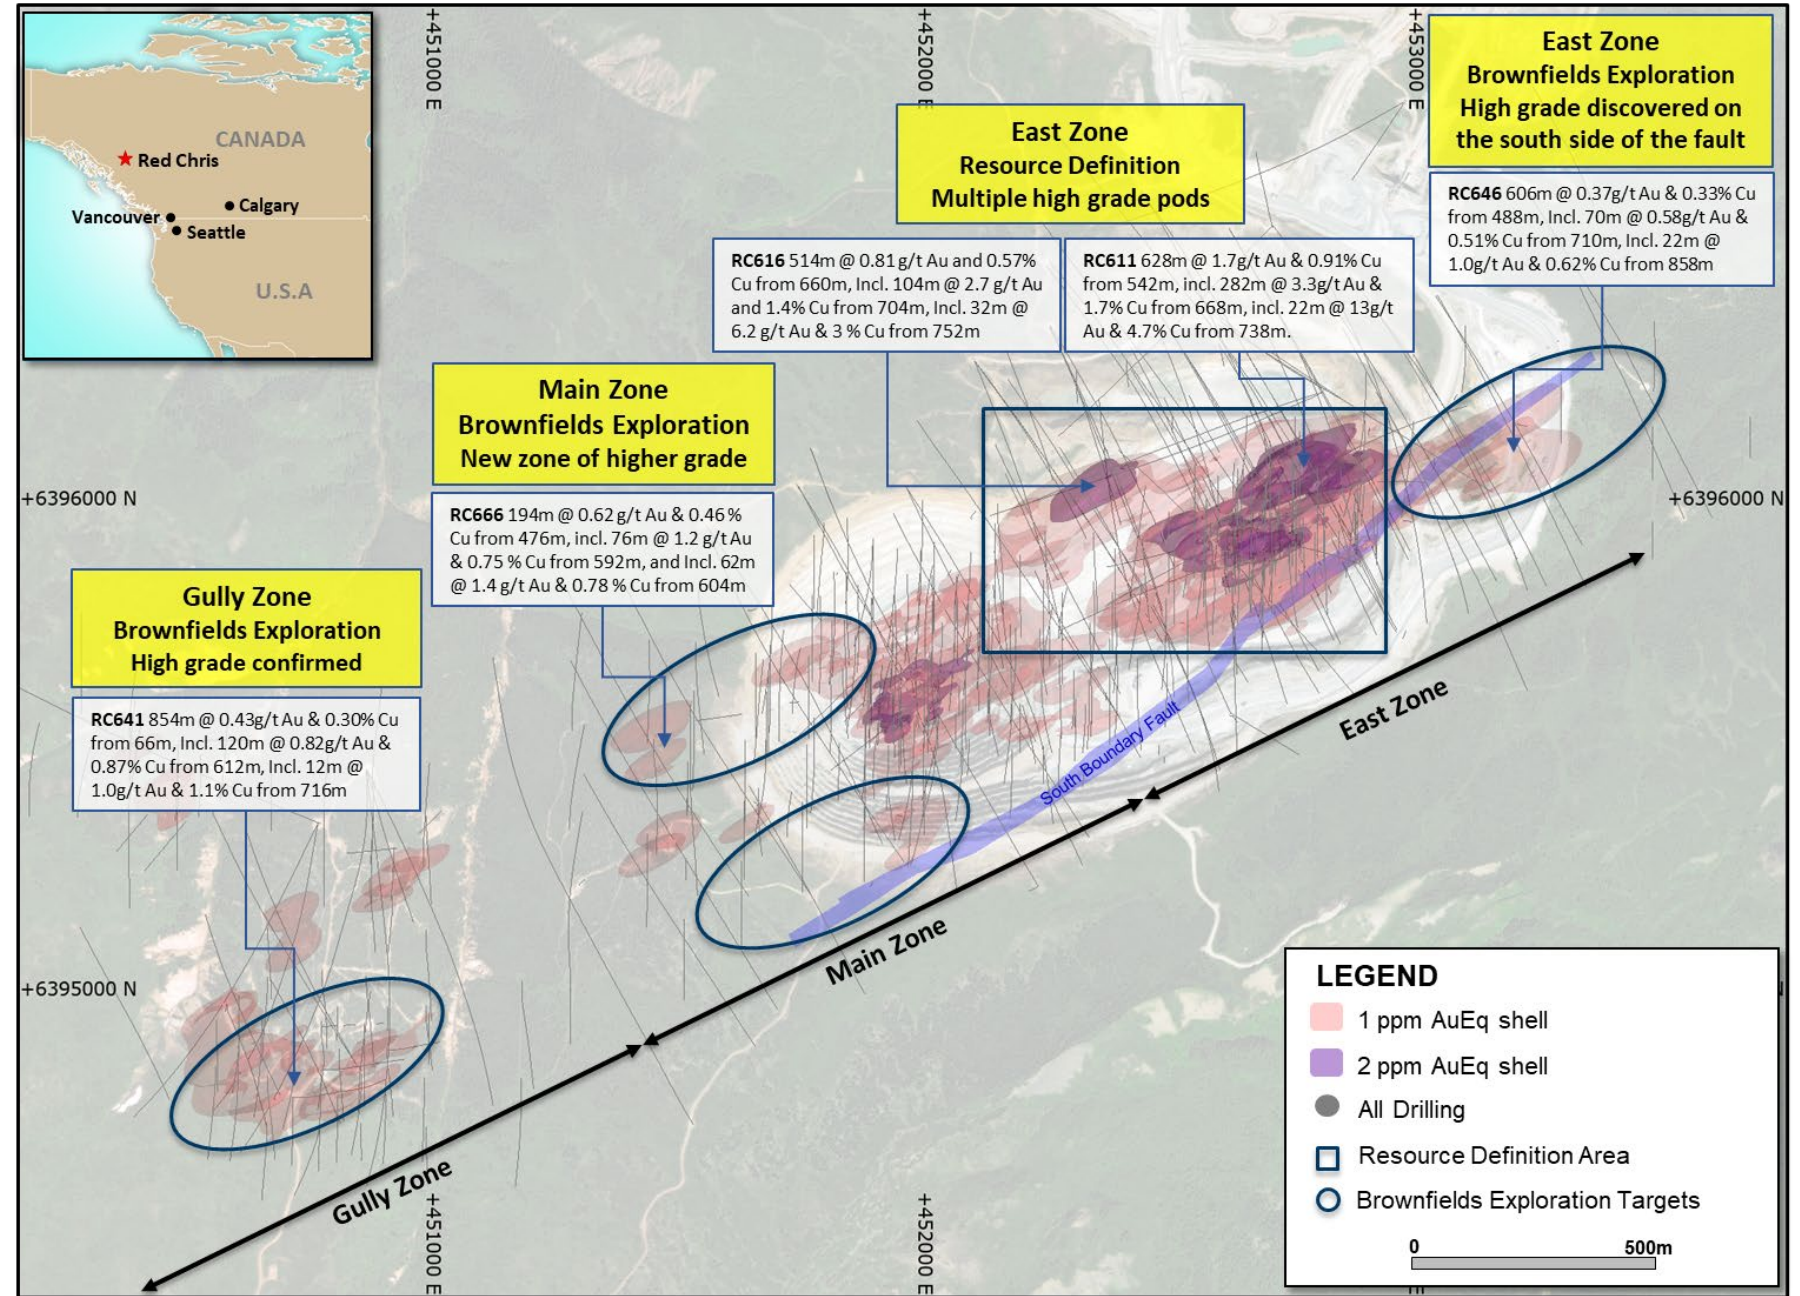 CANADA
Red Chris
Calgary
Vancouver
Seattle
U.S.A
+451000 E
+452000 E
+453000 E
East Zone
Brownfields Exploration
High grade discovered on
the south side of the fault
RC646 606m @ 0.37g/t Au & 0.33% Cu
from 488m, Incl. 70m @ 0.58g/t Au &
0.51% Cu from 710m, Incl. 22m @
1.0g/t Au & 0.62% Cu from 858m
East Zone
Resource Definition
Multiple high grade pods
RC616 514m @ 0.81 g/t Au and 0.57%
Cu from 660m, Incl. 104m @ 2.7 g/t Au
and 1.4% Cu from 704m, Incl. 32m @
6.2 g/t Au & 3 % Cu from 752m
RC611 628m @ 1.7g/t Au & 0.91% Cu
from 542m, incl. 282m @ 3.3g/t Au &
1.7% Cu from 668m, incl. 22m @ 13g/t
Au & 4.7% Cu from 738m.
Main Zone
Brownfields Exploration
New zone of higher grade
RC666 194m @ 0.62 g/t Au & 0.46 %
Cu from 476m, incl. 76m @ 1.2 g/t Au
& 0.75 % Cu from 592m, and Incl. 62m
@ 1.4 g/t Au & 0.78 % Cu from 604m
+6396000 N
+6396000 N
Gully Zone
Brownfields Exploration
High grade confirmed
RC641 854m @ 0.43g/t Au & 0.30% Cu
from 66m, Incl. 120m @ 0.82g/t Au &
0.87% Cu from 612m, Incl. 12m @
1.0g/t Au & 1.1% Cu from 716m
South Boundary Fault
East Zone
Main Zone
Gully Zone
+6395000 N
+451000 E
+452000 E
LEGEND
1 ppm AuEq shell
2 ppm AuEq shell
All Drilling
Resource Definition Area
Brownfields Exploration Targets
0 500m